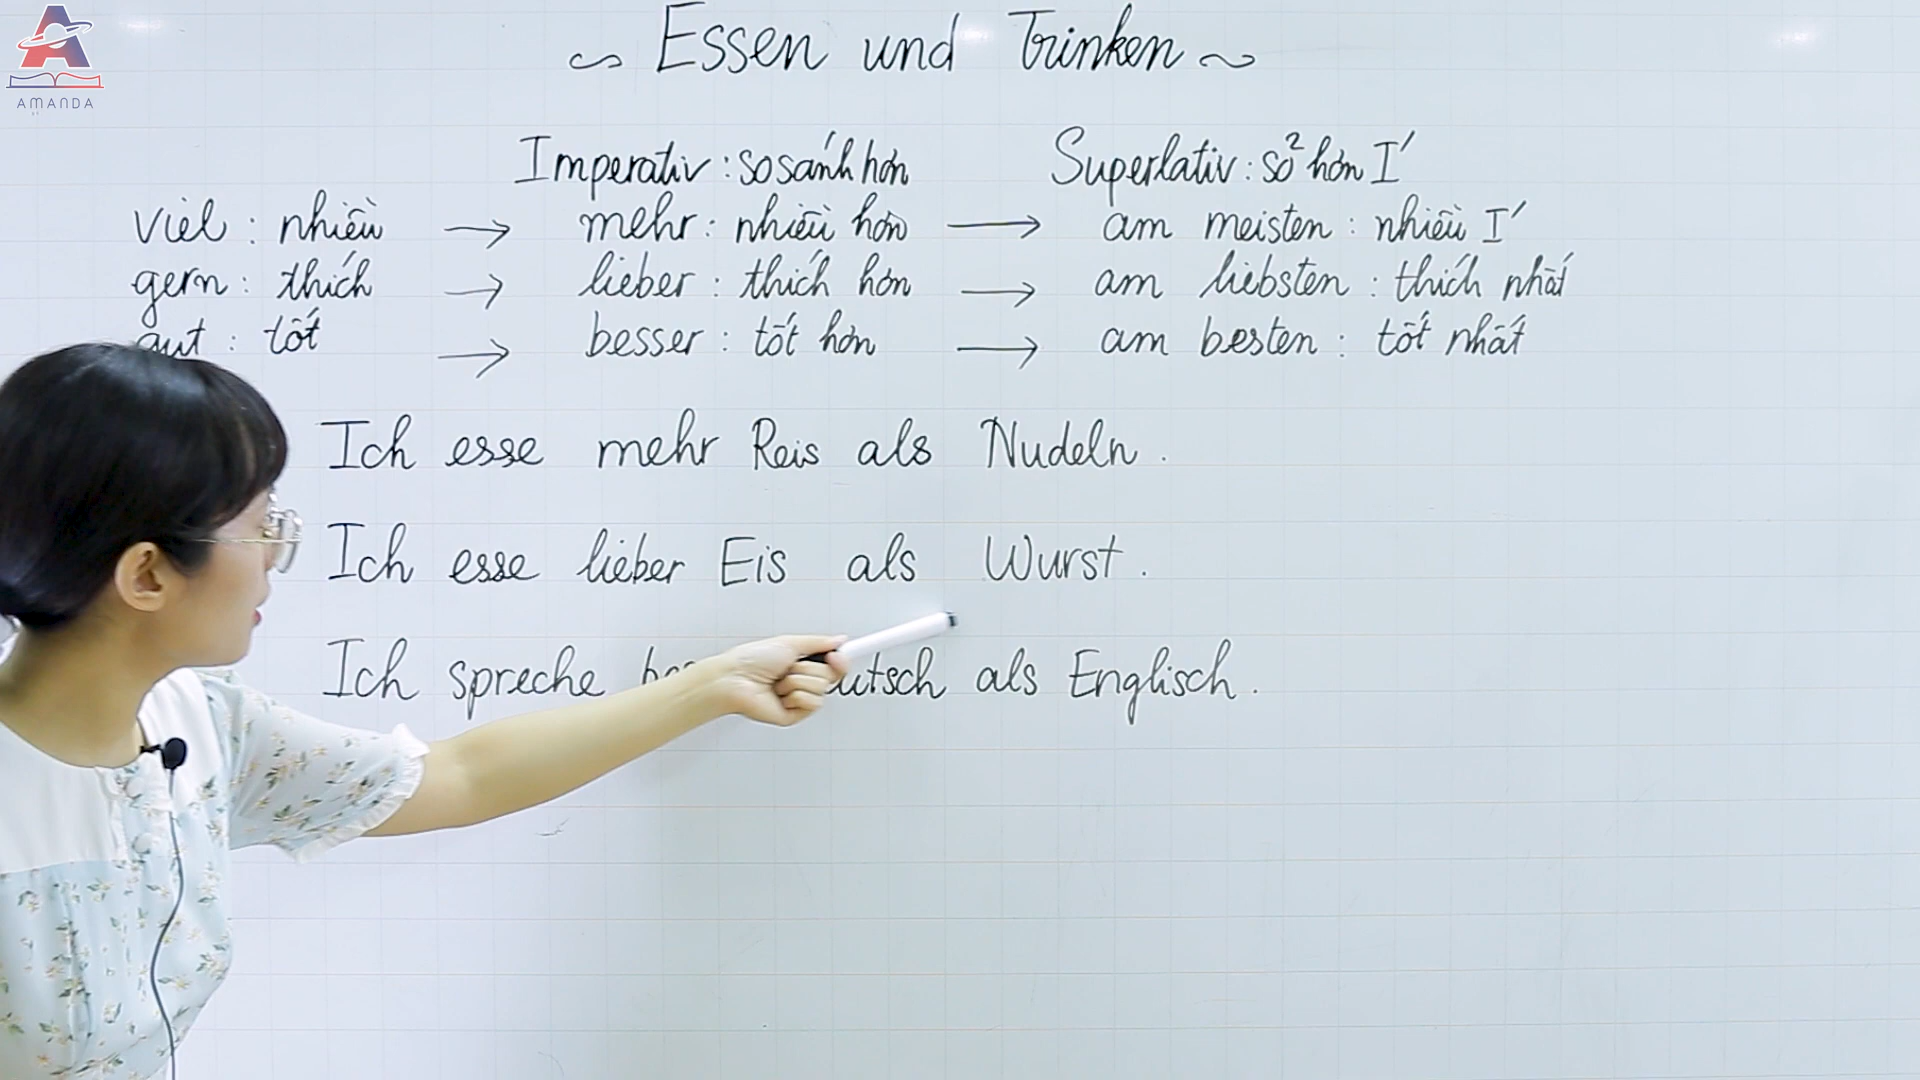 AMANDA
~ Essen und Trinken ~
Imperativ : so sánh hơn Superlativ : so² hơn I'
viel : nhiều → mehr : nhiều hơn → am meisten : nhiều I'
gern : thích → lieber : thích hơn → am liebsten : thích nhất
gut : tốt → besser : tốt hơn → am besten : tốt nhất
Ich esse mehr Reis als Nudeln .
Ich esse lieber Eis als Wurst .
Ich spreche als Englisch .